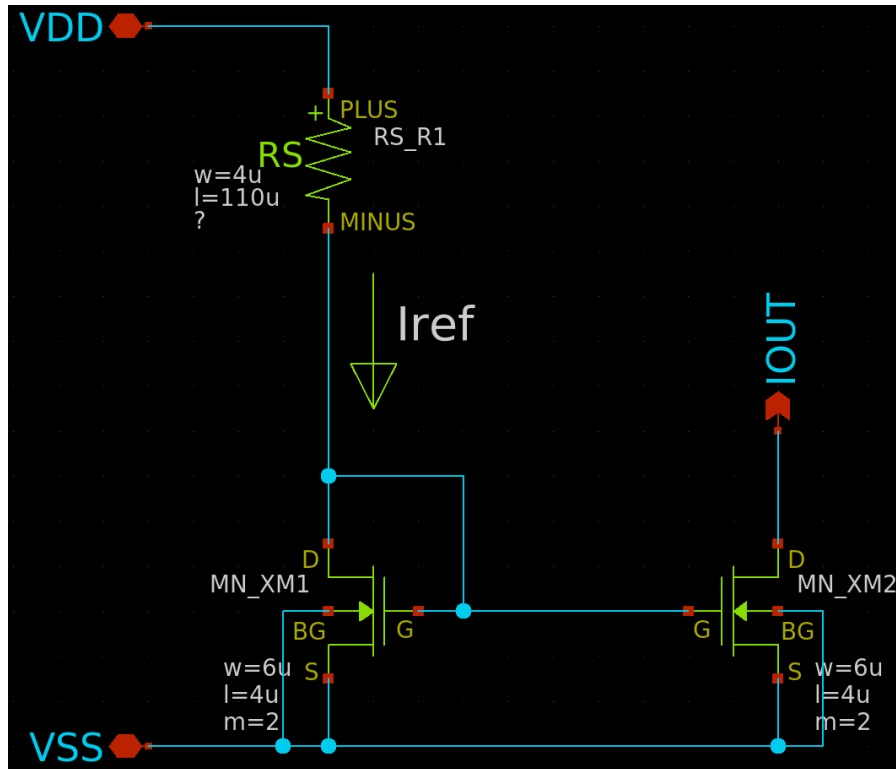 VDD
+ PLUS
RS_R1
RS
w=4u
l=110u
?
MINUS
Iref
IOUT
D
D
MN_XM1
MN_XM2
BG
G
G
BG
S
S
w=6u
l=4u
m=2
w=6u
l=4u
m=2
VSS